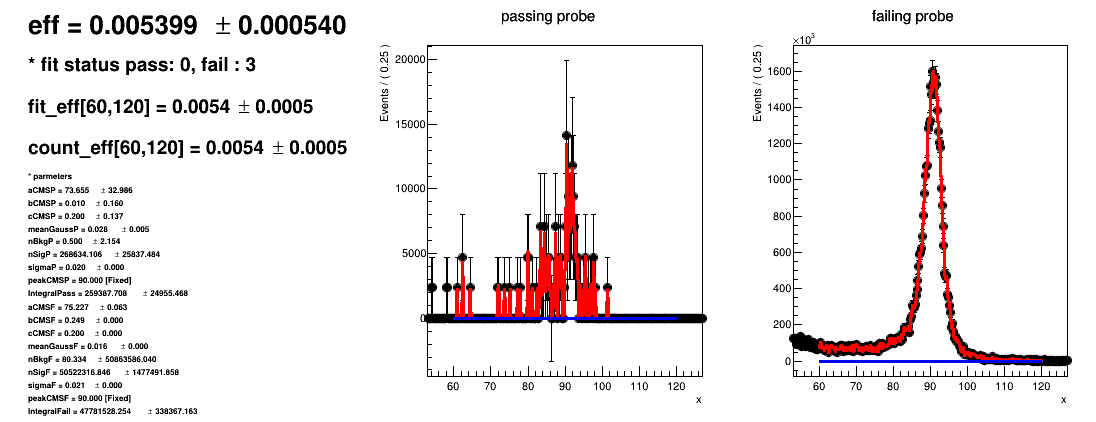 eff = 0.005399 ± 0.000540
* fit status pass: 0, fail : 3
fit_eff[60,120] = 0.0054 ± 0.0005
count_eff[60,120] = 0.0054 ± 0.0005
* parmeters
aCMSP = 73.655 ± 32.986
bCMSP = 0.010 ± 0.160
cCMSP = 0.200 ± 0.137
meanGaussP = 0.028 ± 0.005
nBkgP = 0.500 ± 2.154
nSigP = 268634.106 ± 25837.484
sigmaP = 0.020 ± 0.000
peakCMSP = 90.000 [Fixed]
IntegralPass = 259387.708 ± 24955.468
aCMSF = 75.227 ± 0.063
bCMSF = 0.249 ± 0.000
cCMSF = 0.200 ± 0.000
meanGaussF = 0.016 ± 0.000
nBkgF = 80.334 ± 50863586.040
nSigF = 50522316.846 ± 1477491.858
sigmaF = 0.021 ± 0.000
peakCMSF = 90.000 [Fixed]
IntegralFail = 47781528.254 ± 338367.163
passing probe
Events / ( 0.25 )
20000
15000
10000
5000
0
60 70 80 90 100 110 120
x
failing probe
×10³
Events / ( 0.25 )
1600
1400
1200
1000
800
600
400
200
0
60 70 80 90 100 110 120
x